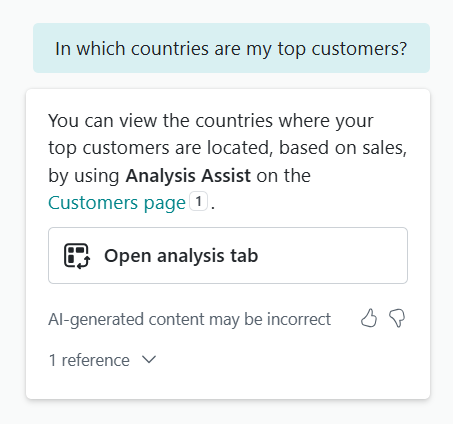 In which countries are my top customers?
You can view the countries where your
top customers are located, based on sales,
by using Analysis Assist on the
Customers page 1 .
Open analysis tab
AI-generated content may be incorrect
1 reference